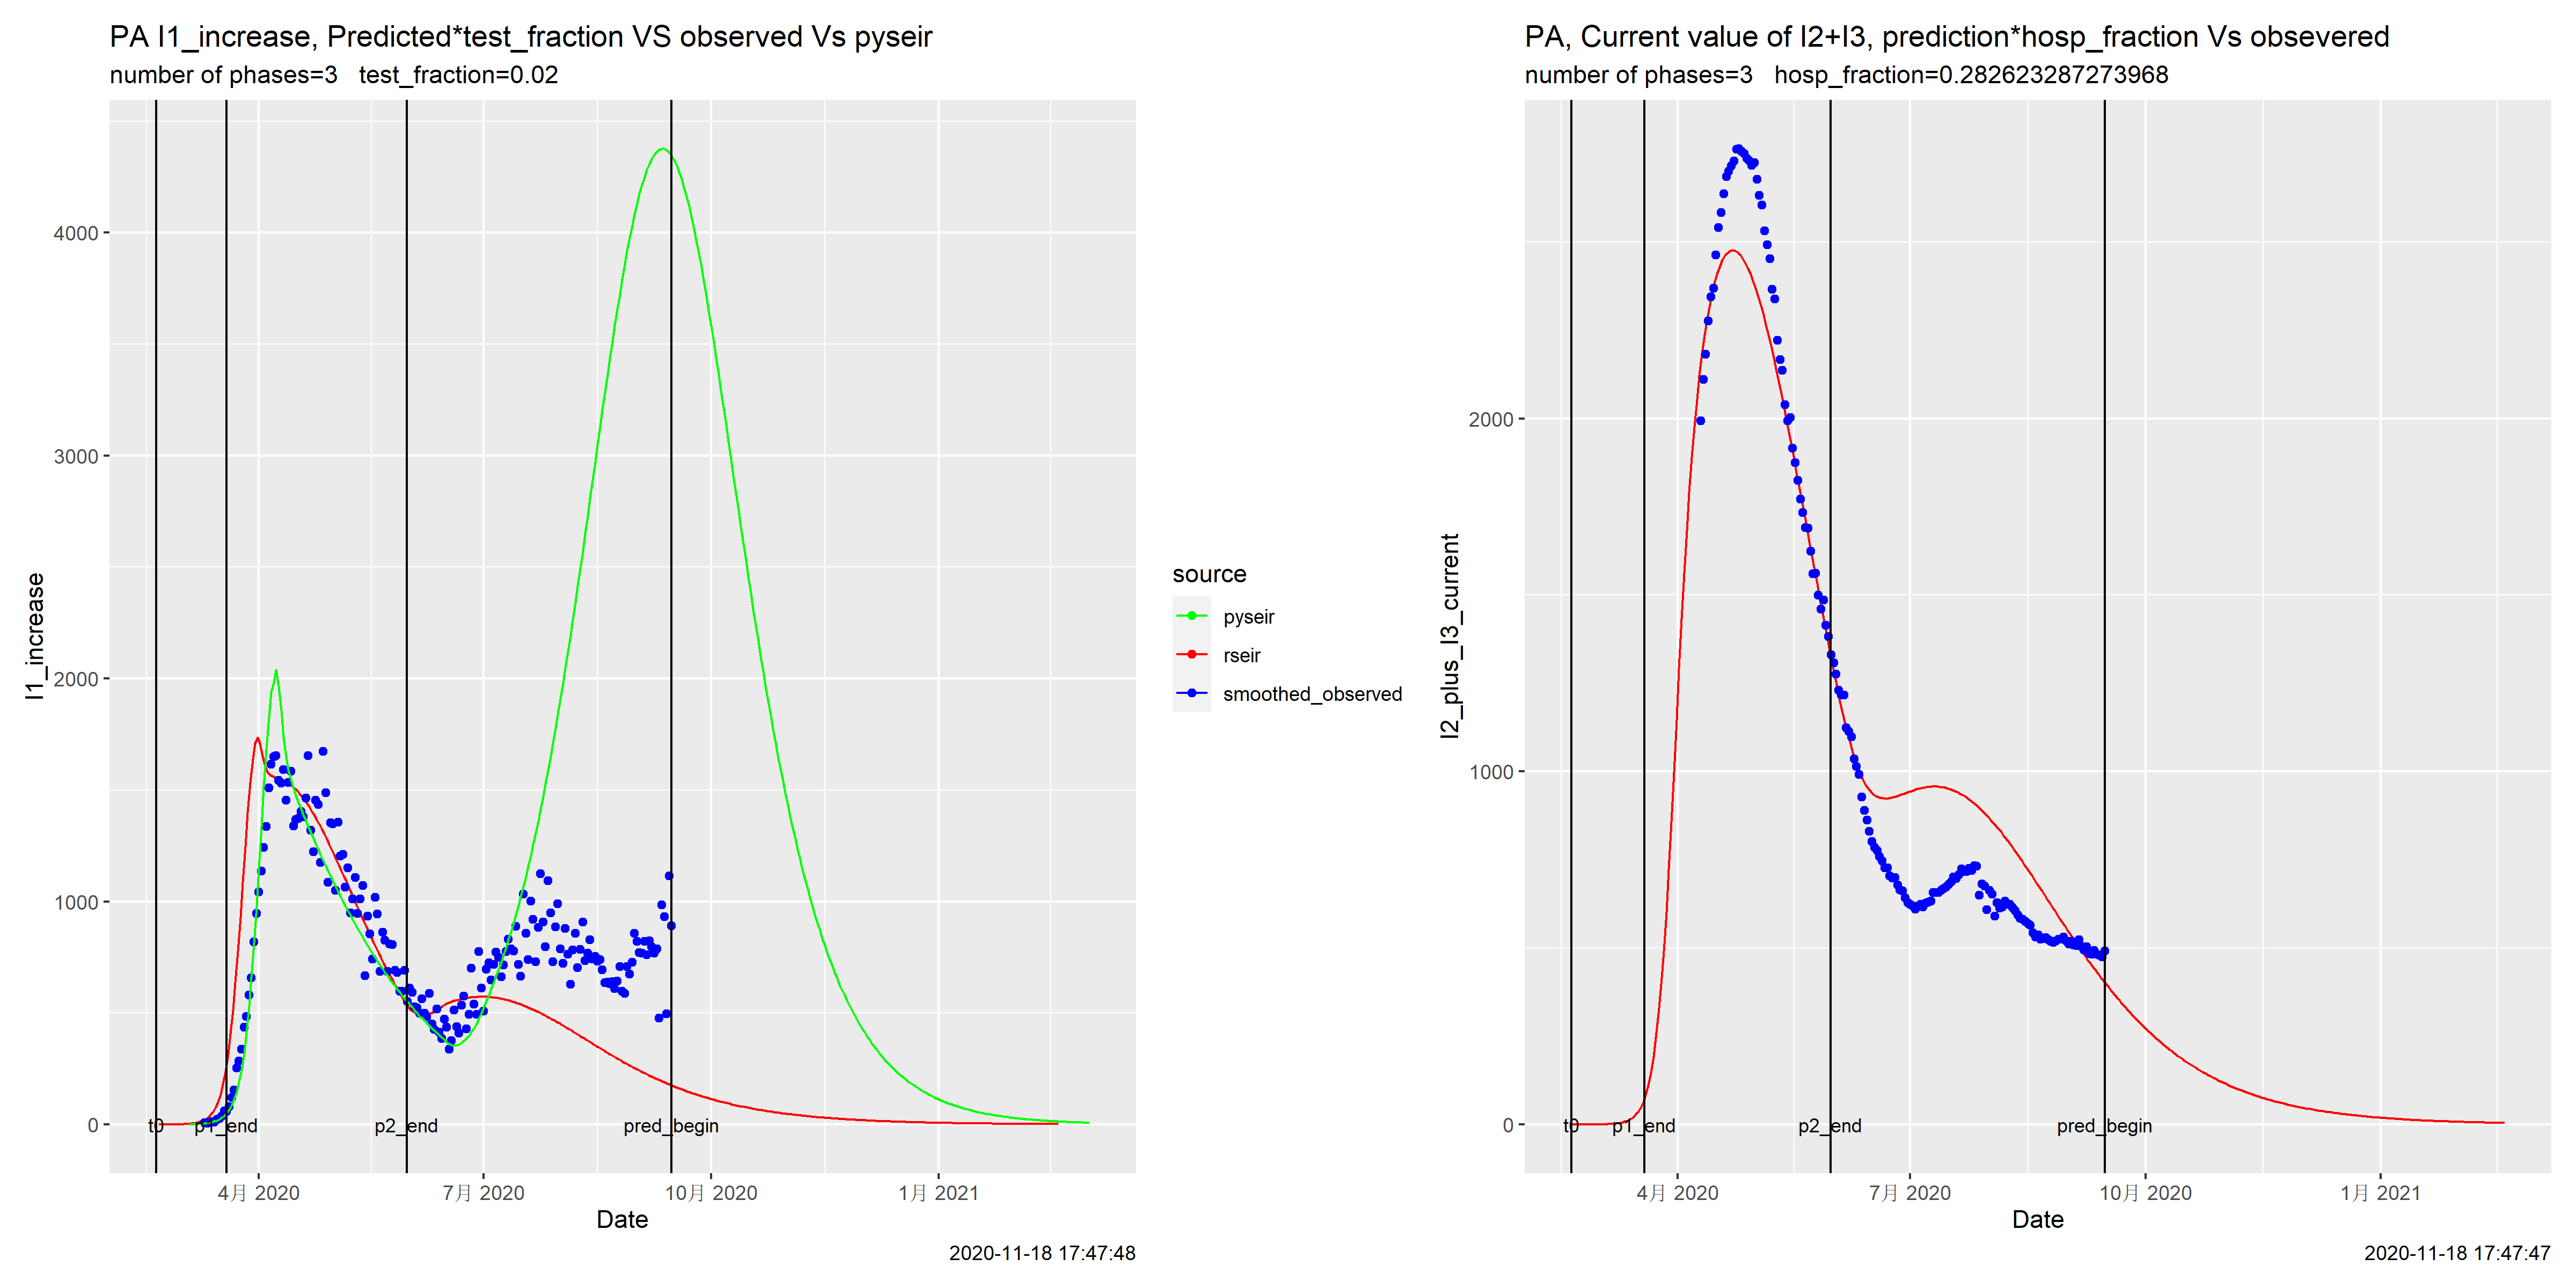 PA I1_increase, Predicted*test_fraction VS observed Vs pyseir
number of phases=3   test_fraction=0.02
I1_increase
4000
3000
2000
1000
0
t0
p1_end
p2_end
pred_begin
4月 2020
7月 2020
10月 2020
1月 2021
Date
2020-11-18 17:47:48
source
pyseir
rseir
smoothed_observed
PA, Current value of I2+I3, prediction*hosp_fraction Vs obsevered
number of phases=3   hosp_fraction=0.282623287273968
I2_plus_I3_current
2000
1000
0
t0
p1_end
p2_end
pred_begin
4月 2020
7月 2020
10月 2020
1月 2021
Date
2020-11-18 17:47:47